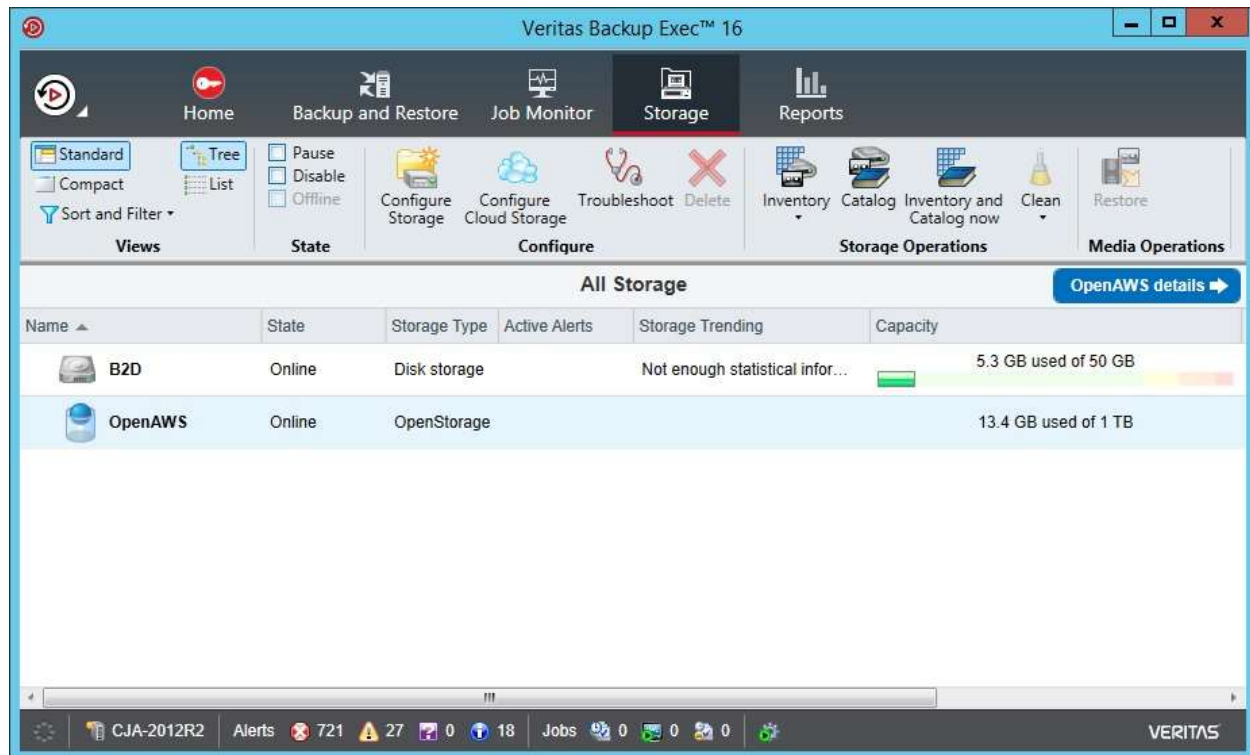 Veritas Backup Exec™ 16
Home
Backup and Restore
Job Monitor
Storage
Reports
Standard
Compact
Sort and Filter
Tree
List
Views
Pause
Disable
Offline
State
Configure Storage
Configure Cloud Storage
Troubleshoot
Delete
Configure
Inventory
Catalog
Inventory and Catalog now
Clean
Storage Operations
Restore
Media Operations
All Storage
OpenAWS details
Name State Storage Type Active Alerts Storage Trending Capacity
B2D Online Disk storage Not enough statistical infor... 5.3 GB used of 50 GB
OpenAWS Online OpenStorage 13.4 GB used of 1 TB
CJA-2012R2 Alerts 721 27 0 18 Jobs 0 0 0 VERITAS